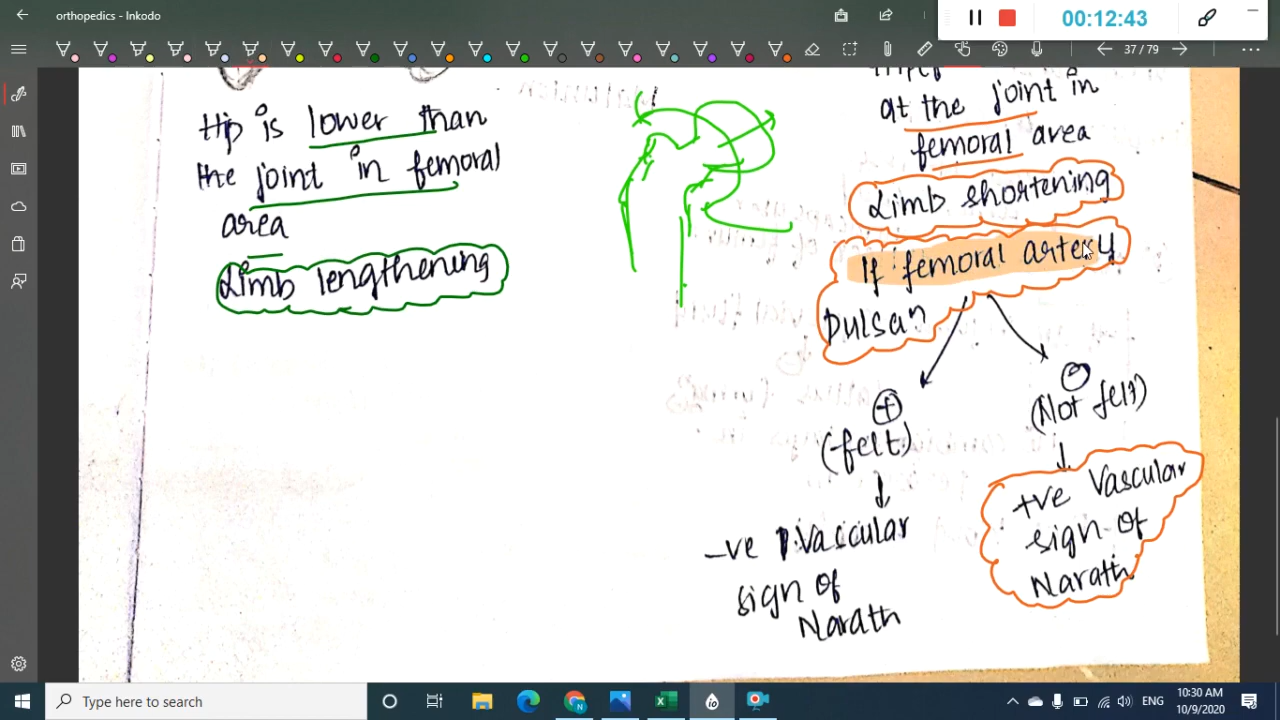 orthopedics - Inkodo
00:12:43
37 / 79
Hip is lower than
the joint in femoral
area
Limb lengthening
at the joint in
femoral area
Limb shortening
If femoral artery
pulsan
(felt)
-ve Vascular
sign of
Narath
(Not felt)
+ve Vascular
sign of
Narath
Type here to search
ENG
10:30 AM
10/9/2020